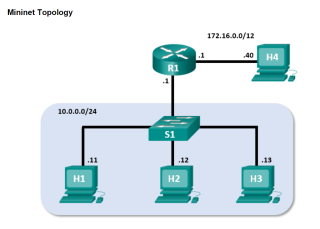 Mininet Topology
172.16.0.0/12
.1
.40
R1
H4
.1
10.0.0.0/24
S1
.11
.12
.13
H1
H2
H3